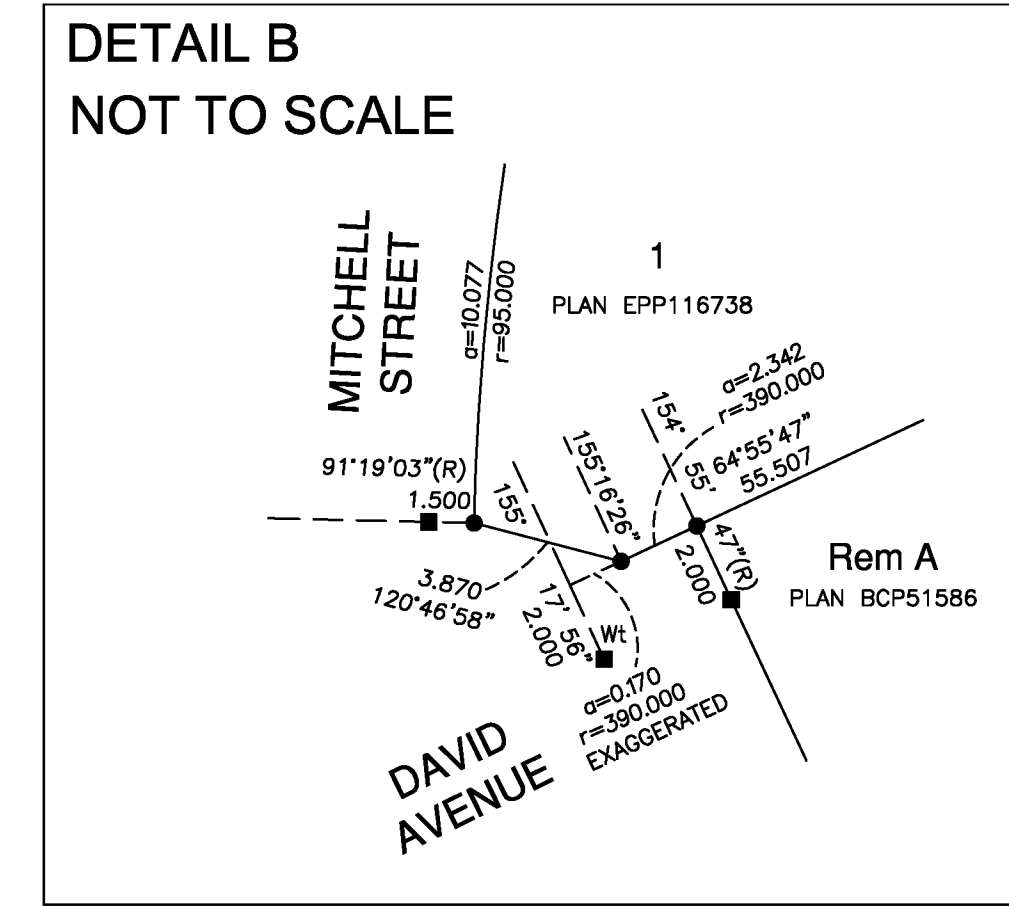 DETAIL B
NOT TO SCALE
MITCHELL
STREET
a=10.077
r=95.000
1
PLAN EPP116738
a=2.342
r=390.000
154°
55'
47"(R)
2.000
64°55'47"
55.507
155°16'26"
91°19'03"(R)
1.500
155°
17'
56"
2.000
Wt
3.870
120°46'58"
Rem A
PLAN BCP51586
a=0.170
r=390.000
EXAGGERATED
DAVID
AVENUE